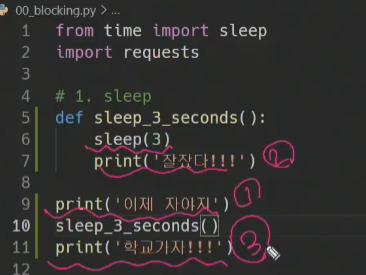 00_blocking.py > ...
1 from time import sleep
2 import requests
3
4 # 1. sleep
5 def sleep_3_seconds():
6 sleep(3)
7 print('잘잤다!!!') ②
8
9 print('이제 자야지') ①
10 sleep_3_seconds()
11 print('학교가자!!!') ③
12